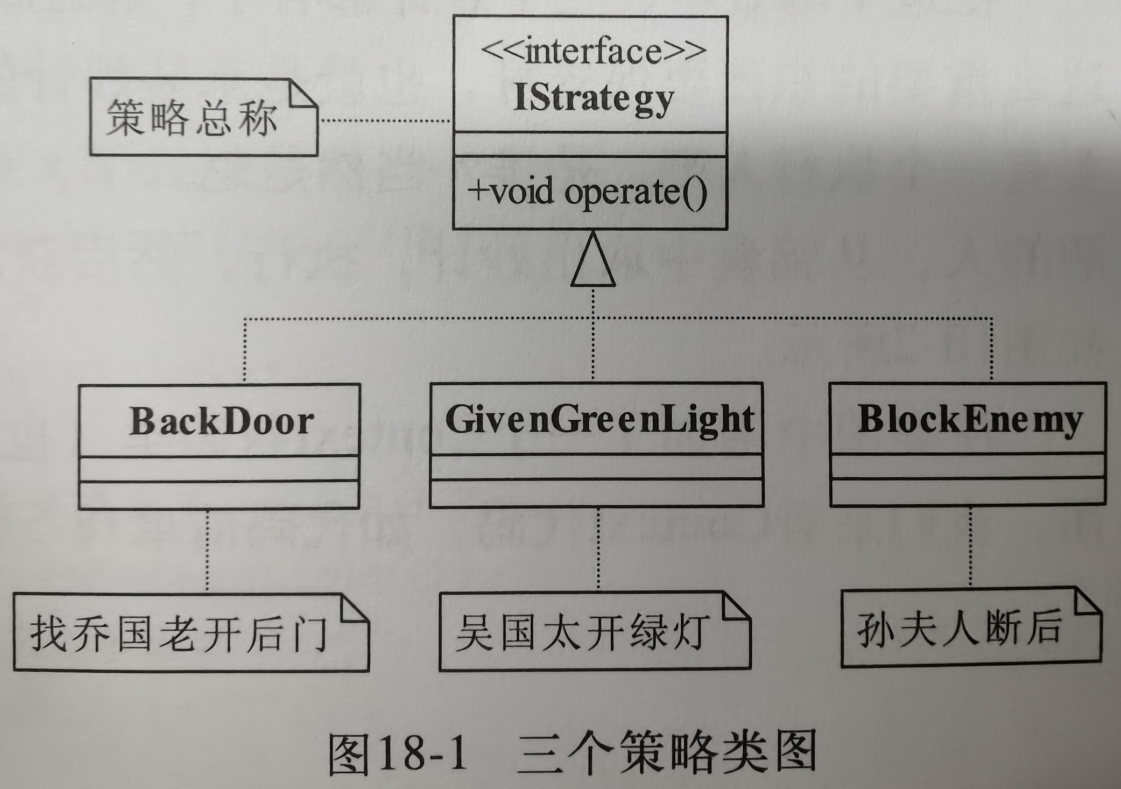 <<interface>>
IStrategy
策略总称
+void operate()
BackDoor
GivenGreenLight
BlockEnemy
找乔国老开后门
吴国太开绿灯
孙夫人断后
图18-1 三个策略类图